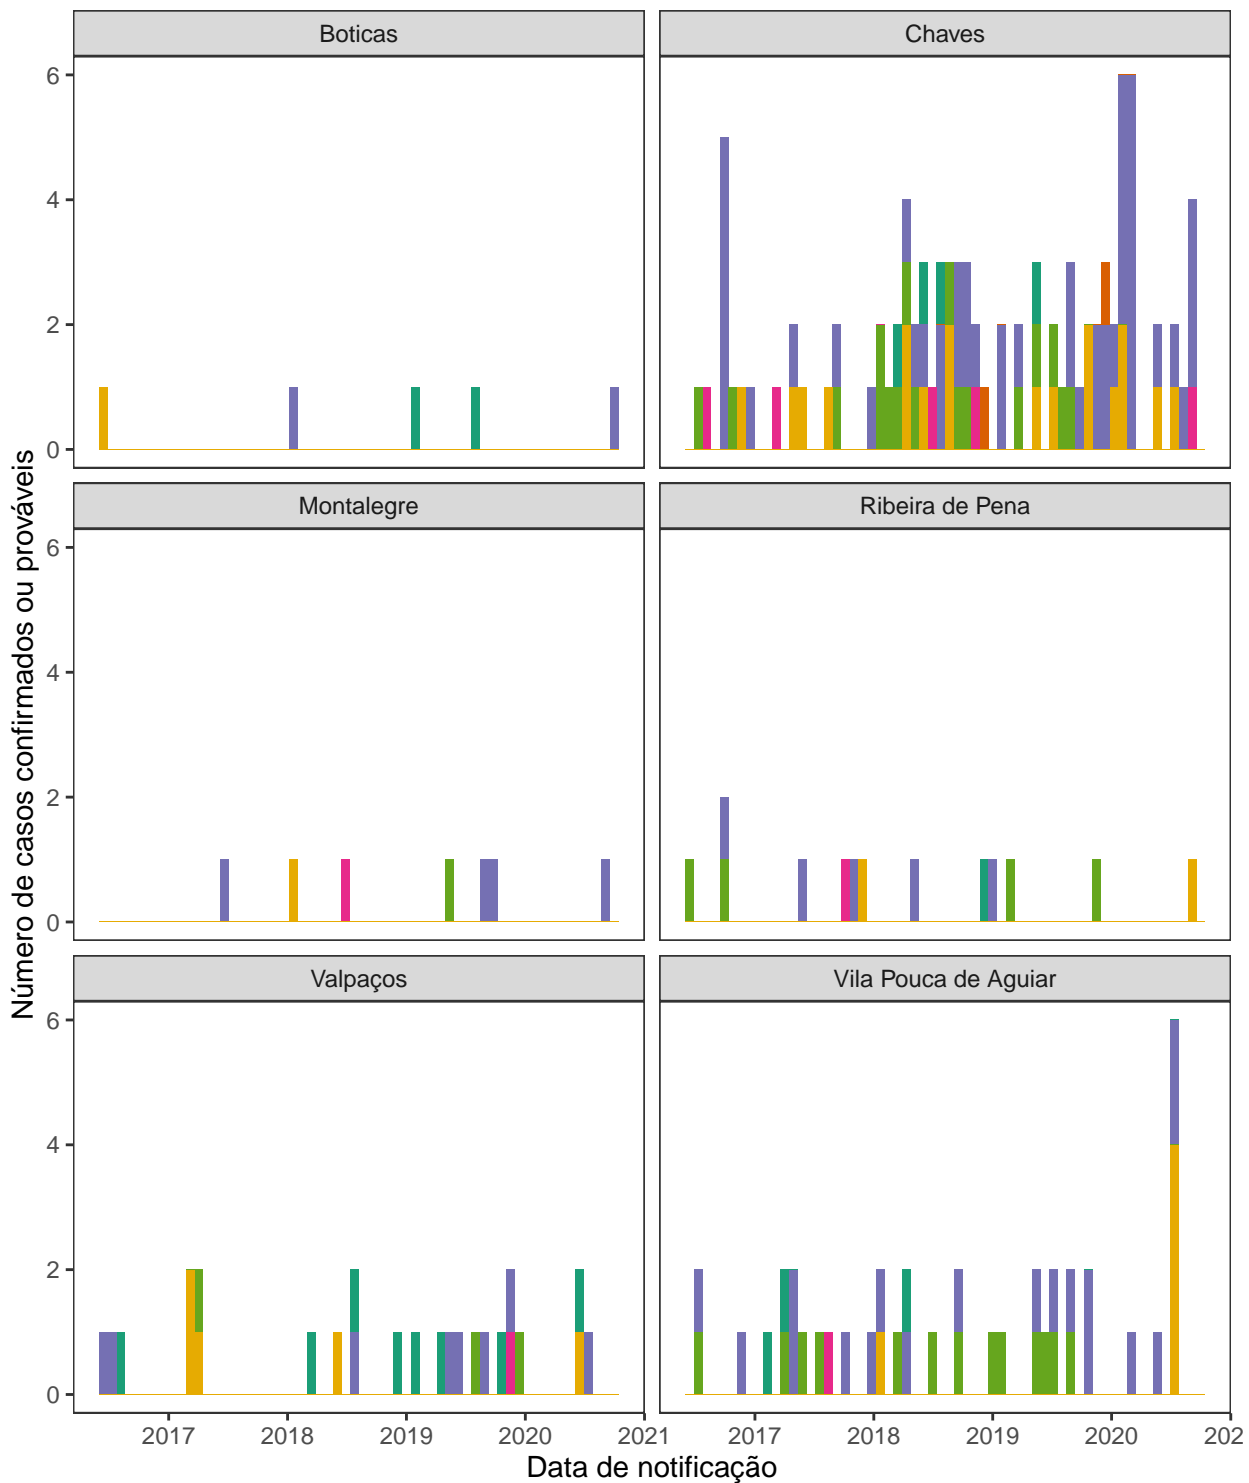 Boticas
Chaves
6
4
2
0
Montalegre
Ribeira de Pena
6
4
2
0
Número de casos confirmados ou prováveis
Valpaços
Vila Pouca de Aguiar
6
4
2
0
2017 2018 2019 2020 2021
2017 2018 2019 2020 202
Data de notificação